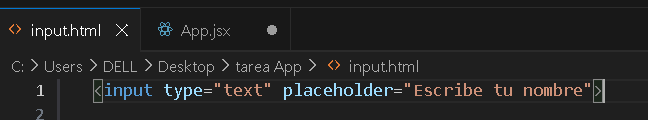 input.html App.jsx
C: > Users > DELL > Desktop > tarea App > input.html
1 <input type="text" placeholder="Escribe tu nombre">
2